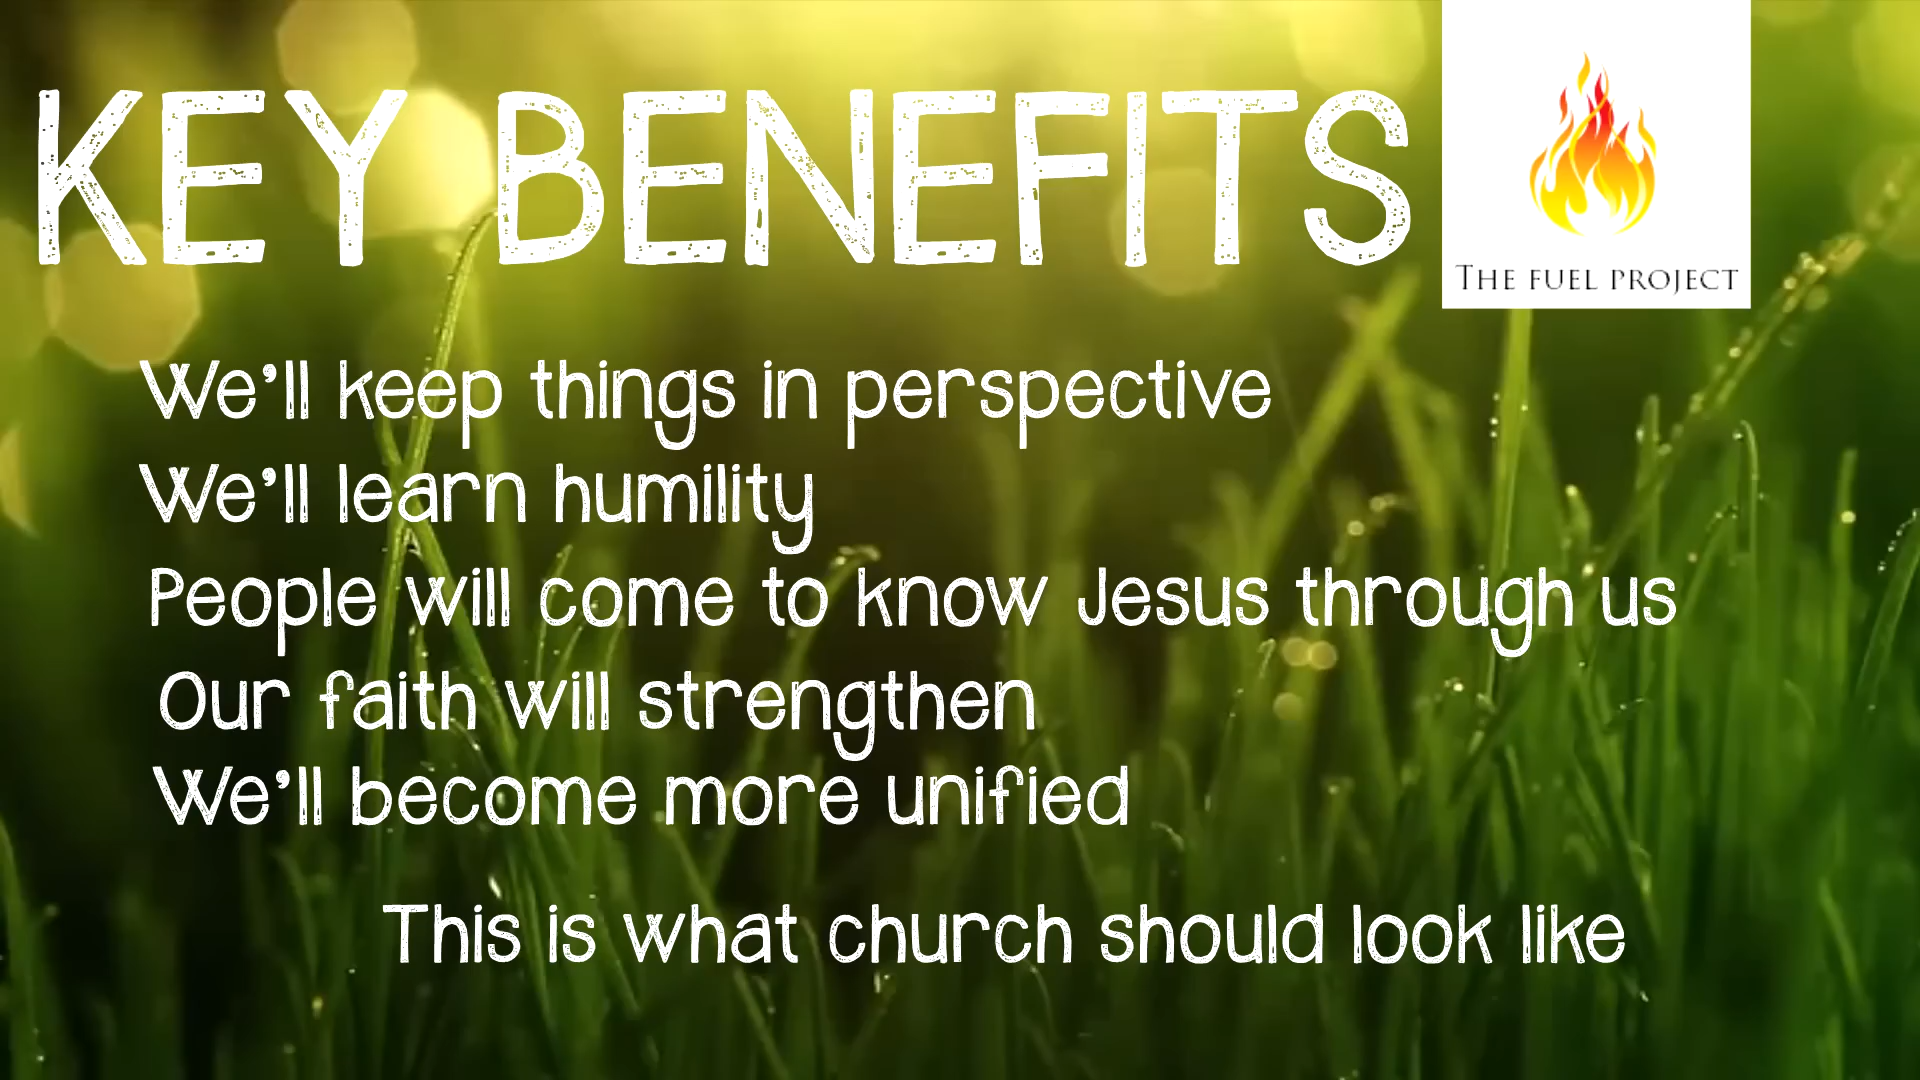 KEY BENEFITS
THE FUEL PROJECT
We'll keep things in perspective
We'll learn humility
People will come to know Jesus through us
Our faith will strengthen
We'll become more unified
This is what church should look like